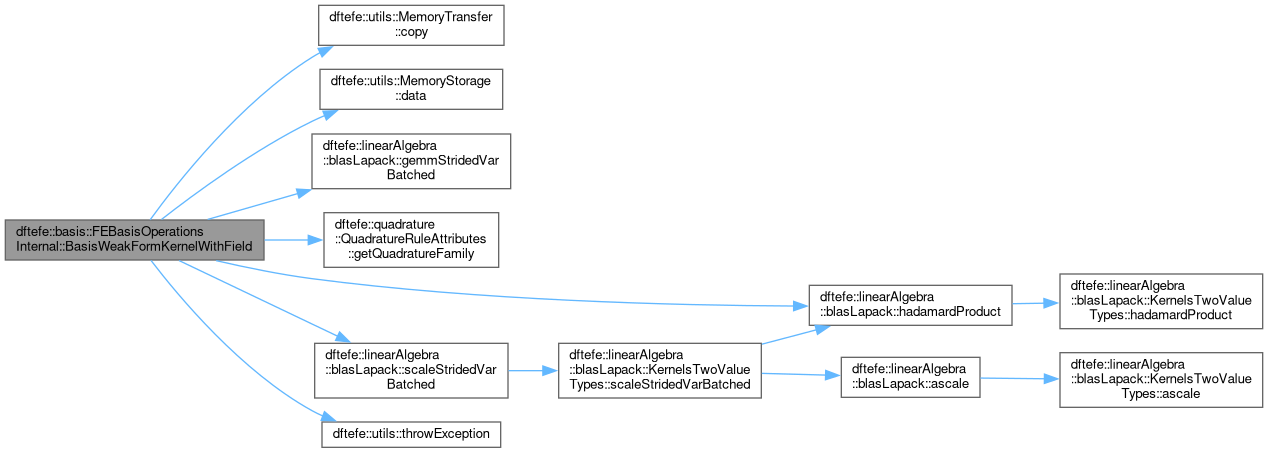 dftefe::utils::MemoryTransfer
::copy
dftefe::utils::MemoryStorage
::data
dftefe::linearAlgebra
::blasLapack::gemmStridedVar
Batched
dftefe::basis::FEBasisOperations
Internal::BasisWeakFormKernelWithField
dftefe::quadrature
::QuadratureRuleAttributes
::getQuadratureFamily
dftefe::linearAlgebra
::blasLapack::hadamardProduct
dftefe::linearAlgebra
::blasLapack::KernelsTwoValue
Types::hadamardProduct
dftefe::linearAlgebra
::blasLapack::scaleStridedVar
Batched
dftefe::linearAlgebra
::blasLapack::KernelsTwoValue
Types::scaleStridedVarBatched
dftefe::linearAlgebra
::blasLapack::ascale
dftefe::linearAlgebra
::blasLapack::KernelsTwoValue
Types::ascale
dftefe::utils::throwException